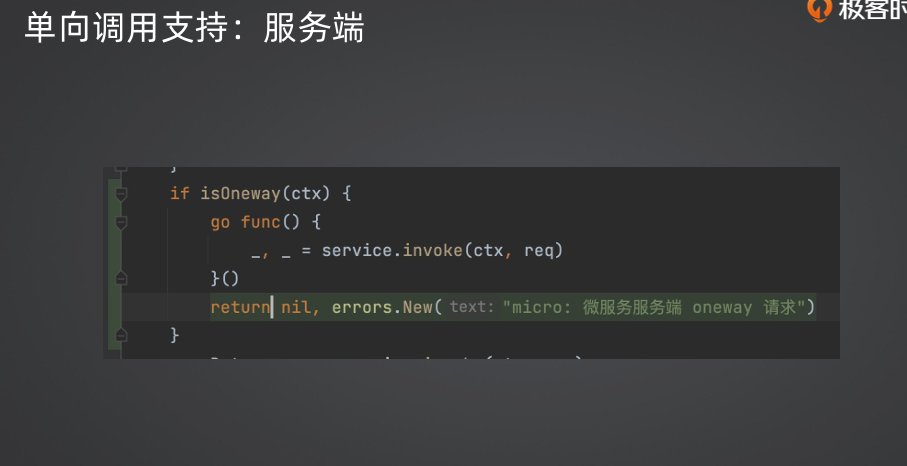 单向调用支持：服务端
极客时
}
if isOneway(ctx) {
go func() {
_, _ = service.invoke(ctx, req)
}()
return nil, errors.New( text: "micro: 微服务服务端 oneway 请求")
}